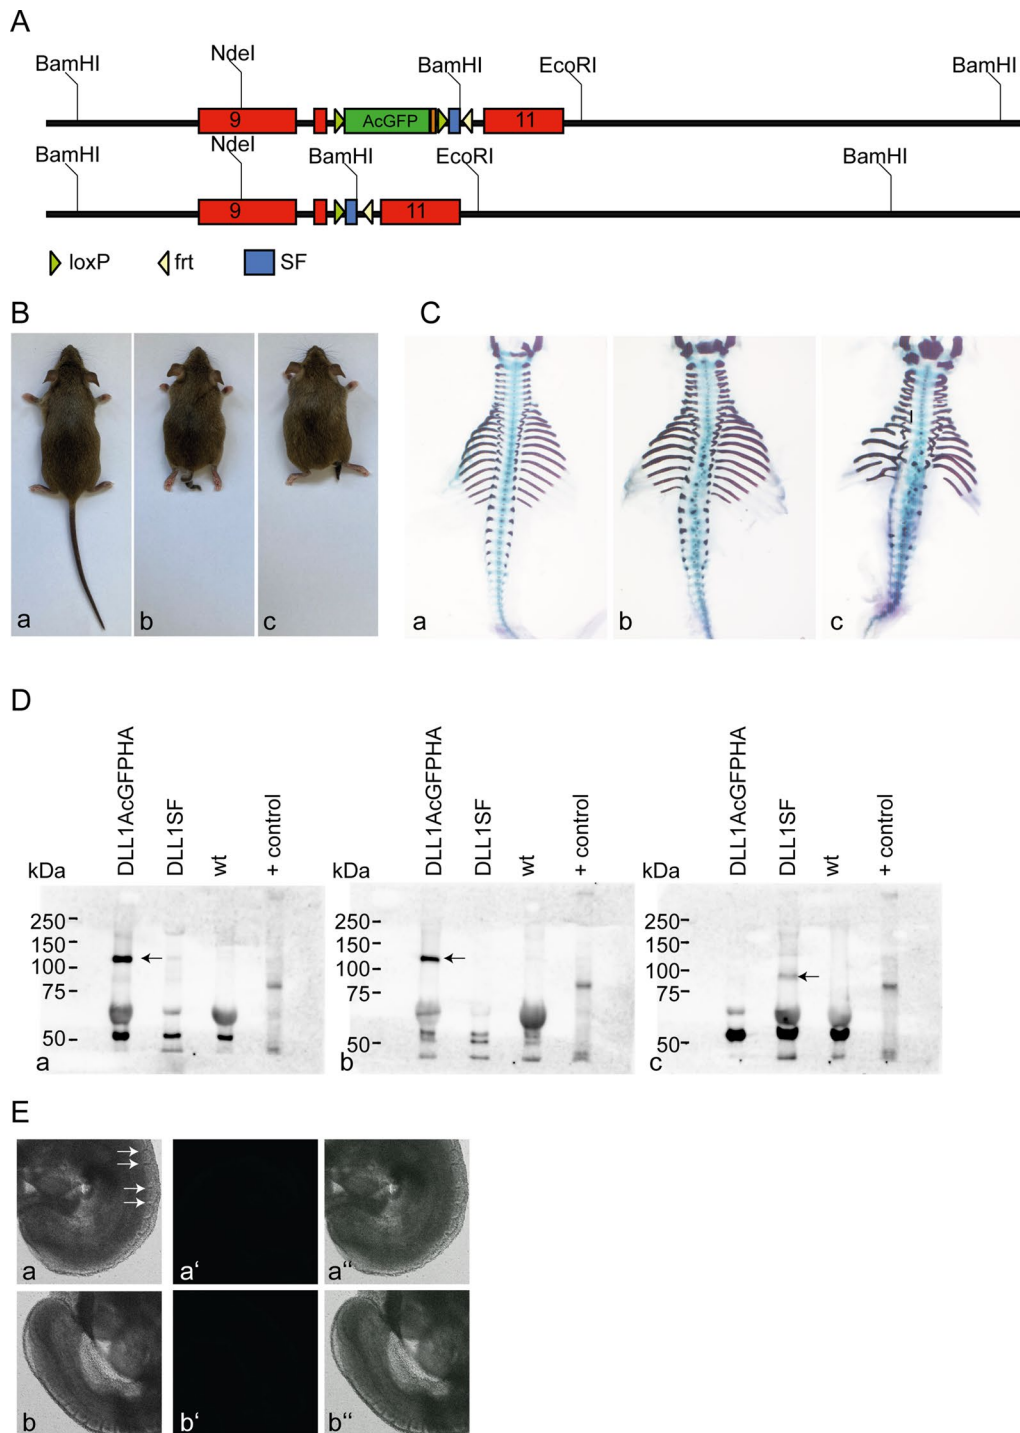 A
BamHI NdeI BamHI EcoRI BamHI
9 AcGFP 11
BamHI NdeI BamHI EcoRI BamHI
9 11
loxP frt SF
B
a b c
C
I
a b c
D
DLL1AcGFPHA DLL1SF wt + control
kDa
250
150
100
75
50
a
DLL1AcGFPHA DLL1SF wt + control
kDa
250
150
100
75
50
b
DLL1AcGFPHA DLL1SF wt + control
kDa
250
150
100
75
50
c
E
a a‘ a“
b b‘ b“